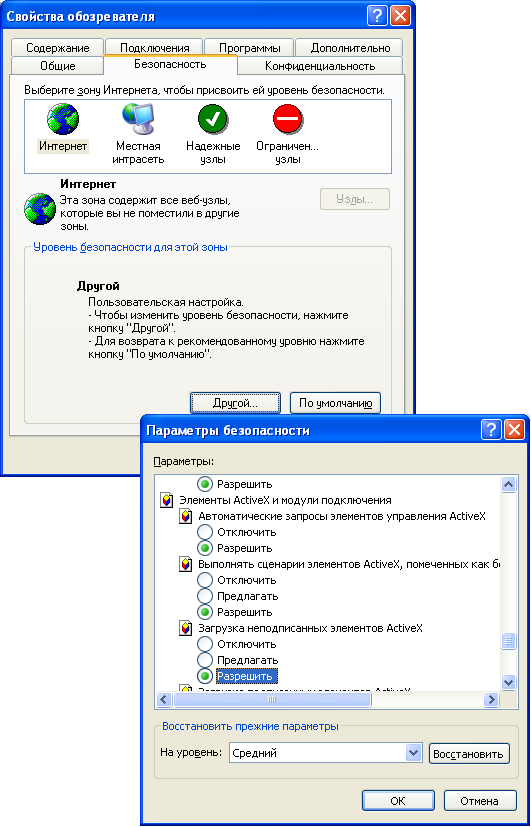 Свойства обозревателя
Содержание Подключения Программы Дополнительно
Общие Безопасность Конфиденциальность
Выберите зону Интернета, чтобы присвоить ей уровень безопасности.
Интернет Местная интрасеть Надежные узлы Ограничен... узлы
Интернет
Эта зона содержит все веб-узлы,
которые вы не поместили в другие
зоны.
Узлы...
Уровень безопасности для этой зоны
Другой
Пользовательская настройка.
- Чтобы изменить уровень безопасности, нажмите
кнопку "Другой".
- Для возврата к рекомендованному уровню нажмите
кнопку "По умолчанию".
Другой... По умолчанию
Параметры безопасности
Параметры:
Разрешить
Элементы ActiveX и модули подключения
Автоматические запросы элементов управления ActiveX
Отключить
Разрешить
Выполнять сценарии элементов ActiveX, помеченных как бе
Отключить
Предлагать
Разрешить
Загрузка неподписанных элементов ActiveX
Отключить
Предлагать
Разрешить
Восстановить прежние параметры
На уровень: Средний Восстановить
OK Отмена